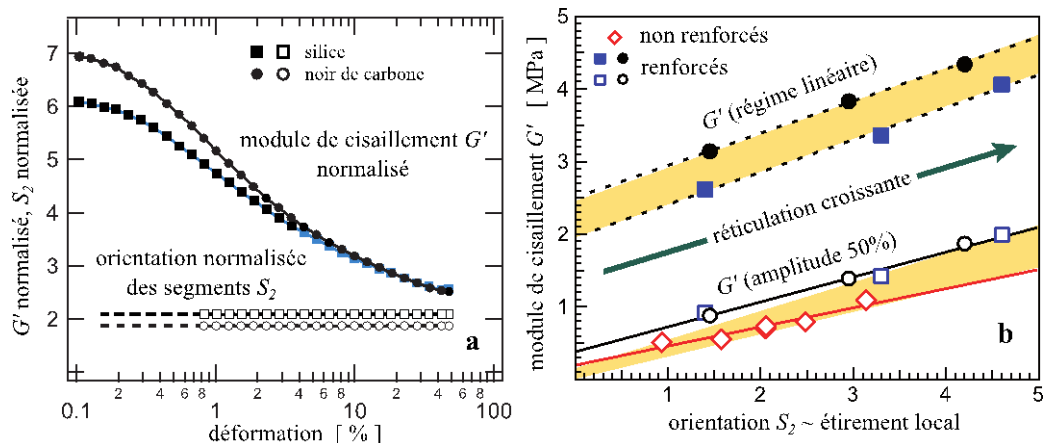 silice
noir de carbone
module de cisaillement G'
normalisé
orientation normalisée
des segments S2
a
G' normalisé, S2 normalisée
7
6
5
4
3
2
0.1
2
4
6
8
1
2
4
6
8
10
2
4
6
8
100
déformation [ % ]
non renforcés
renforcés
G' (régime linéaire)
réticulation croissante
G' (amplitude 50%)
b
module de cisaillement G' [ MPa ]
5
4
3
2
1
1
2
3
4
5
orientation S2 ~ étirement local